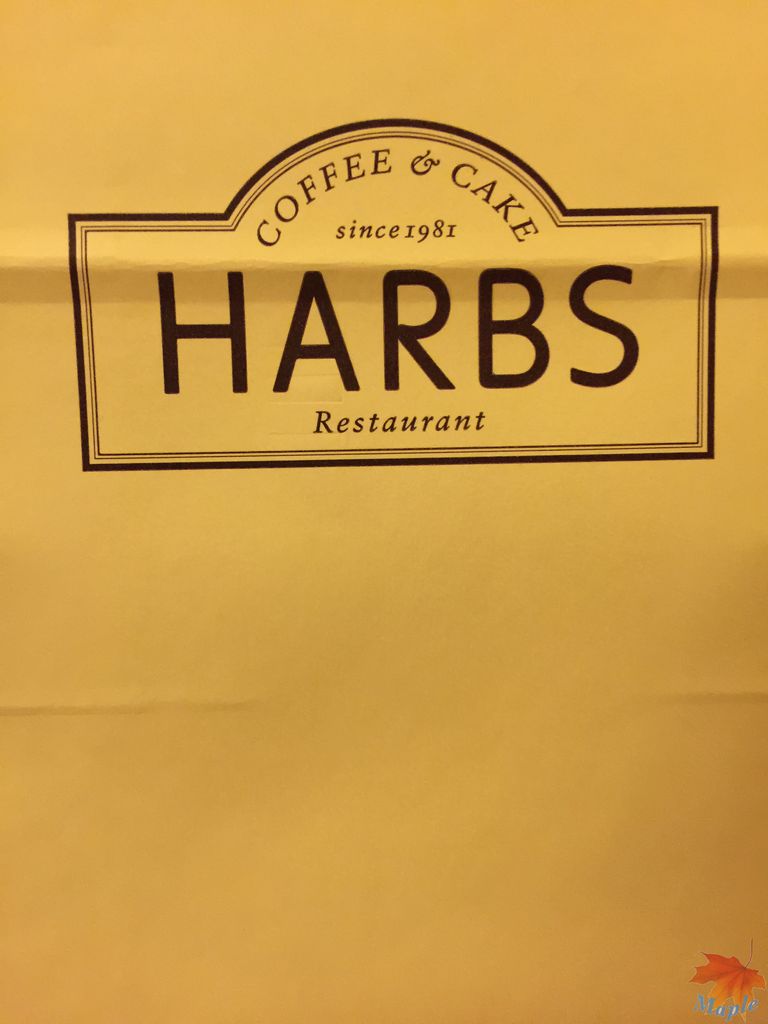 COFFEE & CAKE
since 1981
HARBS
Restaurant
Maple